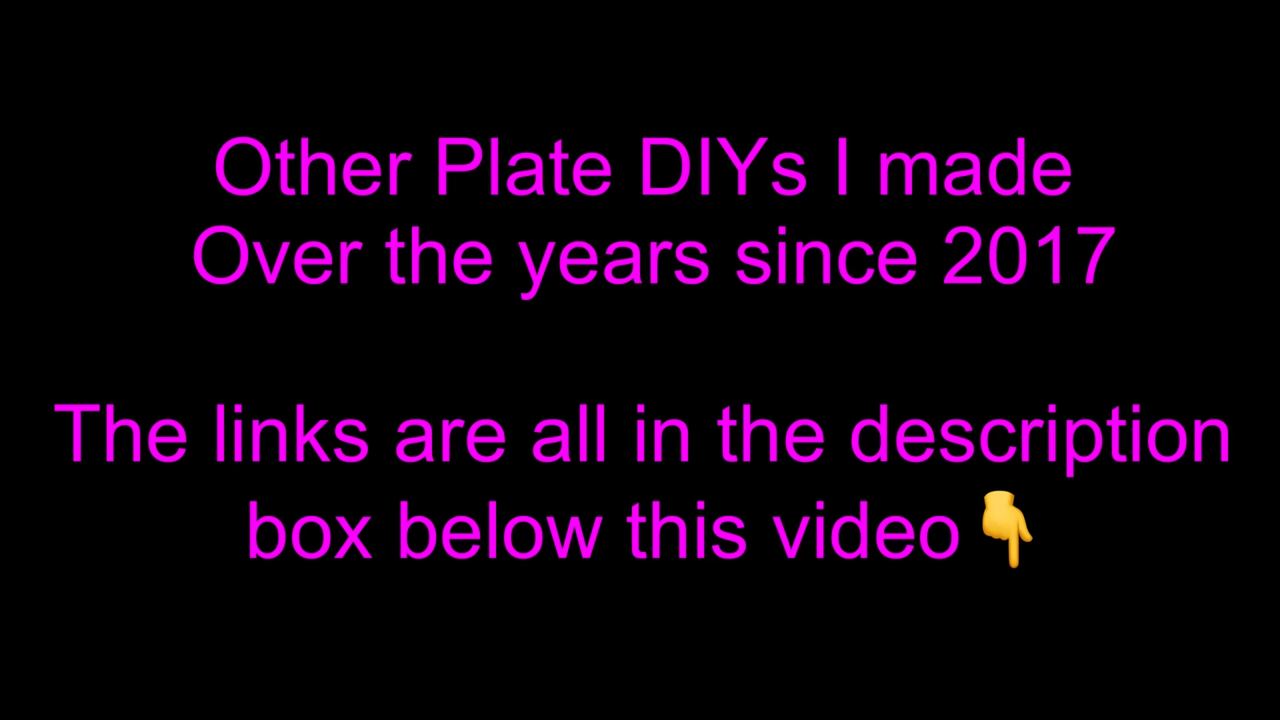 Other Plate DIYs I made
Over the years since 2017
The links are all in the description
box below this video👇